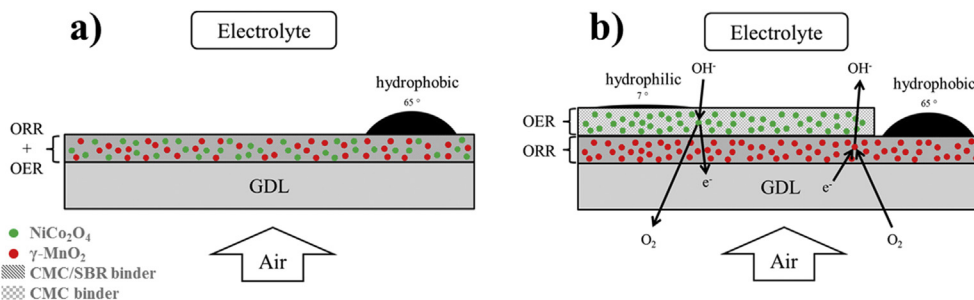 a)
Electrolyte
hydrophobic
65 °
ORR
+
OER
GDL
Air
NiCo₂O₄
γ-MnO₂
CMC/SBR binder
CMC binder
b)
Electrolyte
OH⁻
OH⁻
hydrophilic
7 °
hydrophobic
65 °
OER
ORR
GDL
e⁻
e⁻
O₂
O₂
Air